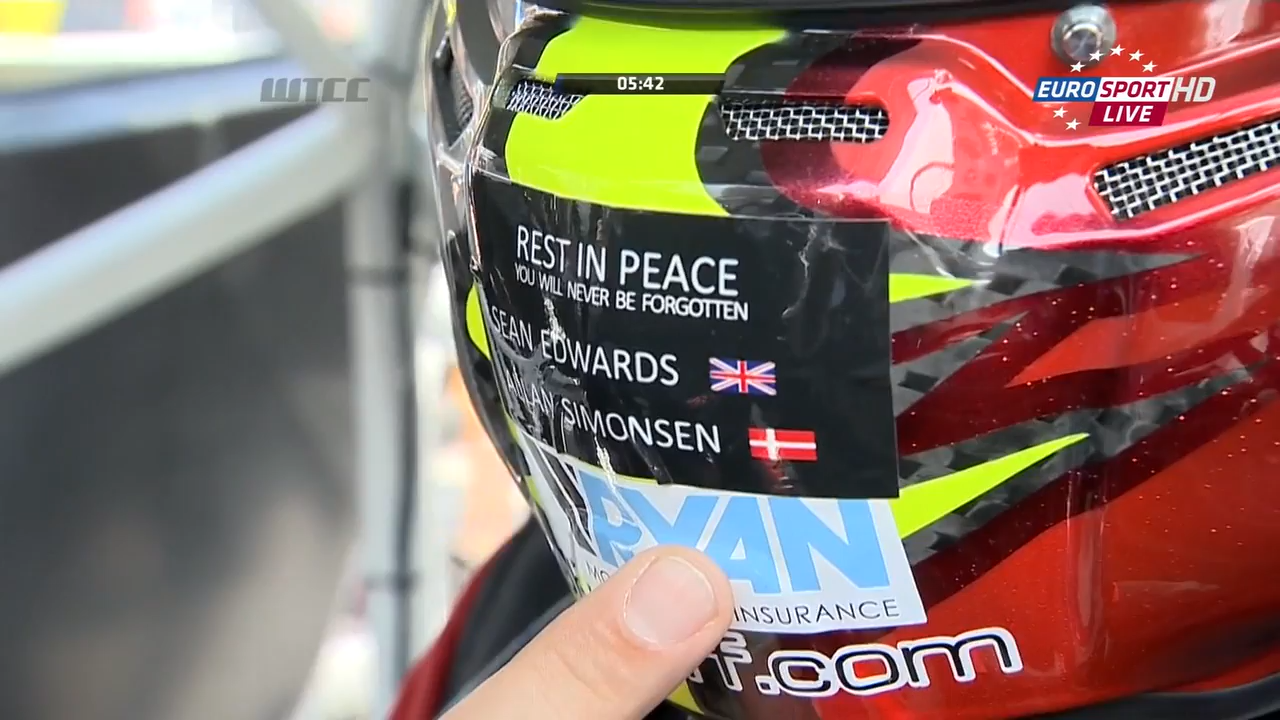 WTCC
05:42
EUROSPORT HD
LIVE
REST IN PEACE
YOU WILL NEVER BE FORGOTTEN
SEAN EDWARDS
ALLAN SIMONSEN
RYAN
INSURANCE
.com